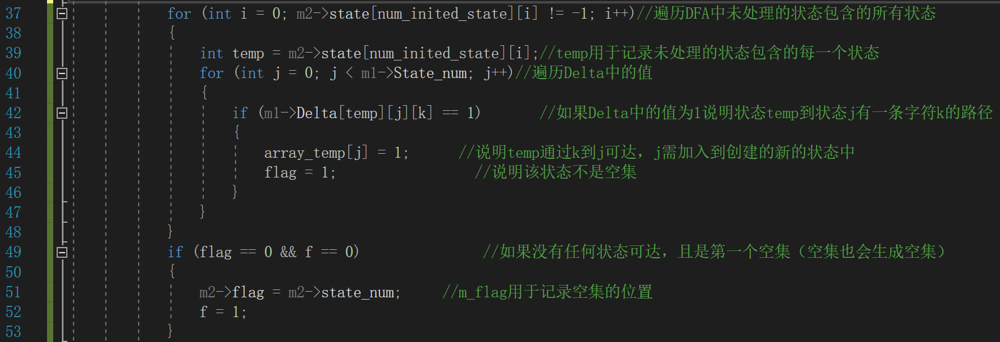 37 for (int i = 0; m2->state[num_inited_state][i] != -1; i++)//遍历DFA中未处理的状态包含的所有状态
38 {
39 int temp = m2->state[num_inited_state][i];//temp用于记录未处理的状态包含的每一个状态
40 for (int j = 0; j < m1->State_num; j++)//遍历Delta中的值
41 {
42 if (m1->Delta[temp][j][k] == 1) //如果Delta中的值为1说明状态temp到状态j有一条字符k的路径
43 {
44 array_temp[j] = 1; //说明temp通过k到j可达，j需加入到创建的新的状态中
45 flag = 1; //说明该状态不是空集
46 }
47 }
48 }
49 if (flag == 0 && f == 0) //如果没有任何状态可达，且是第一个空集（空集也会生成空集）
50 {
51 m2->flag = m2->state_num; //m_flag用于记录空集的位置
52 f = 1;
53 }